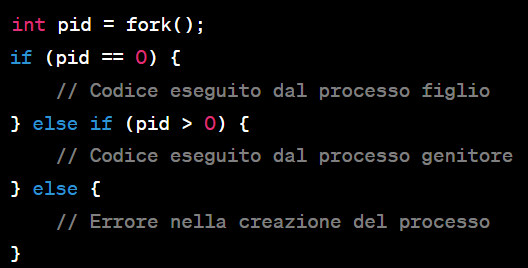 int pid = fork();
if (pid == 0) {
    // Codice eseguito dal processo figlio
} else if (pid > 0) {
    // Codice eseguito dal processo genitore
} else {
    // Errore nella creazione del processo
}